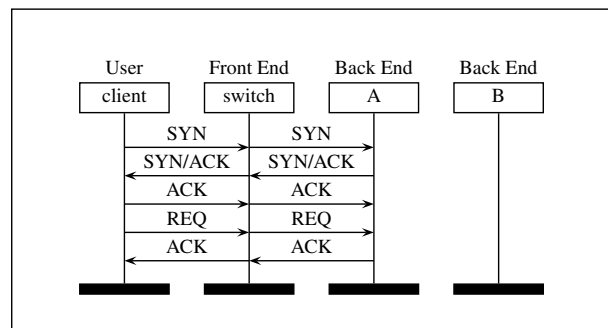 User Front End Back End Back End
client switch A B
SYN SYN
SYN/ACK SYN/ACK
ACK ACK
REQ REQ
ACK ACK